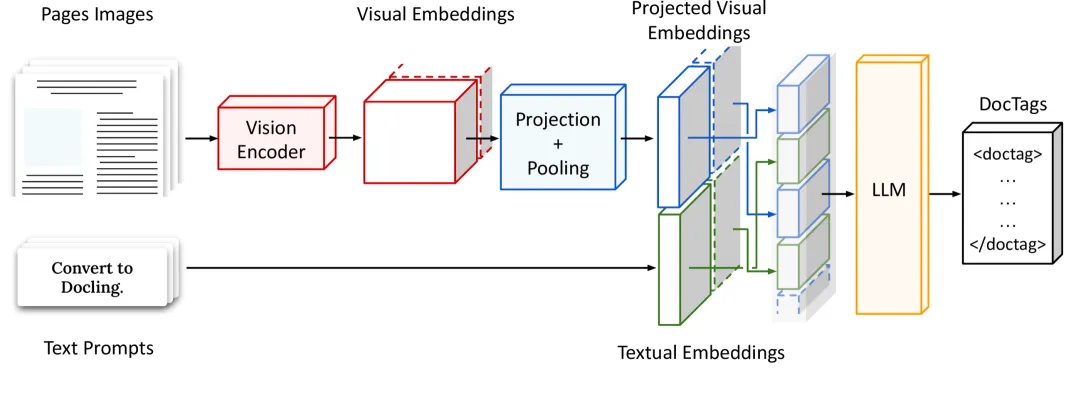 Pages Images
Visual Embeddings
Projected Visual
Embeddings
Vision
Encoder
Projection
+
Pooling
LLM
DocTags
<doctag>
...
...
...
</doctag>
Convert to
Docling.
Text Prompts
Textual Embeddings